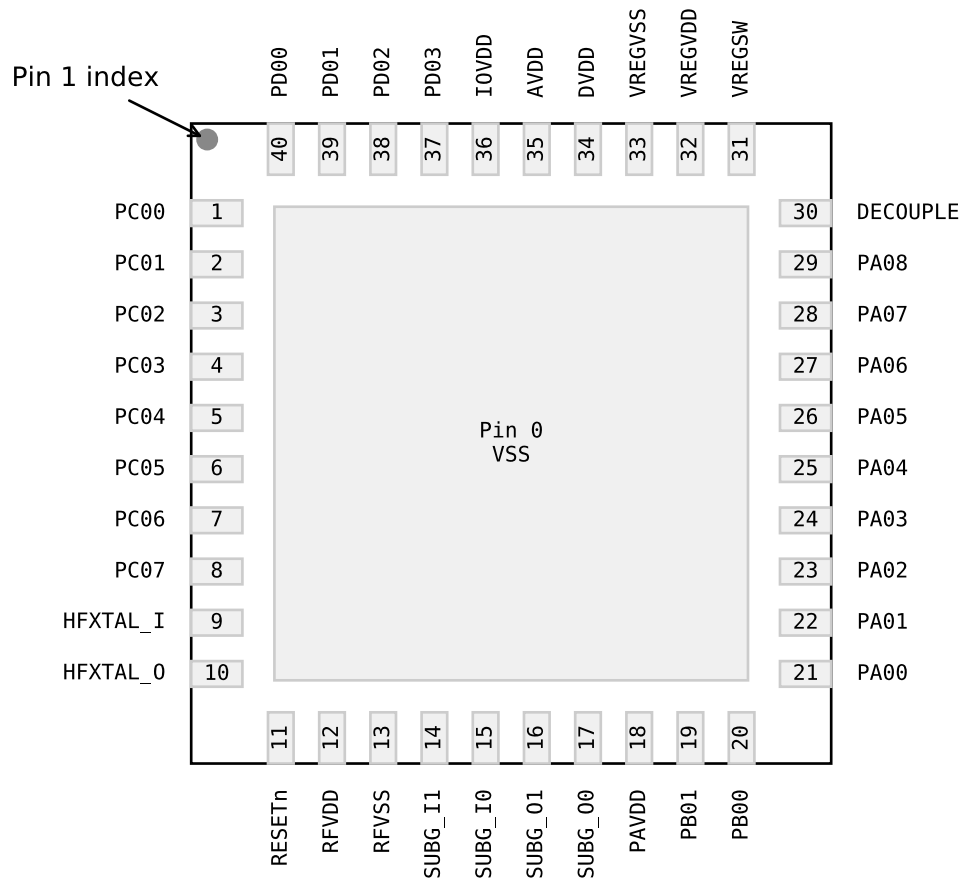 Pin 1 index
PD00 PD01 PD02 PD03 IOVDD AVDD DVDD VREGVSS VREGVDD VREGSW
40 39 38 37 36 35 34 33 32 31
PC00 1 30 DECOUPLE
PC01 2 29 PA08
PC02 3 28 PA07
PC03 4 27 PA06
PC04 5 26 PA05
Pin 0
VSS
PC05 6 25 PA04
PC06 7 24 PA03
PC07 8 23 PA02
HFXTAL_I 9 22 PA01
HFXTAL_O 10 21 PA00
11 12 13 14 15 16 17 18 19 20
RESETn RFVDD RFVSS SUBG_I1 SUBG_I0 SUBG_O1 SUBG_O0 PAVDD PB01 PB00